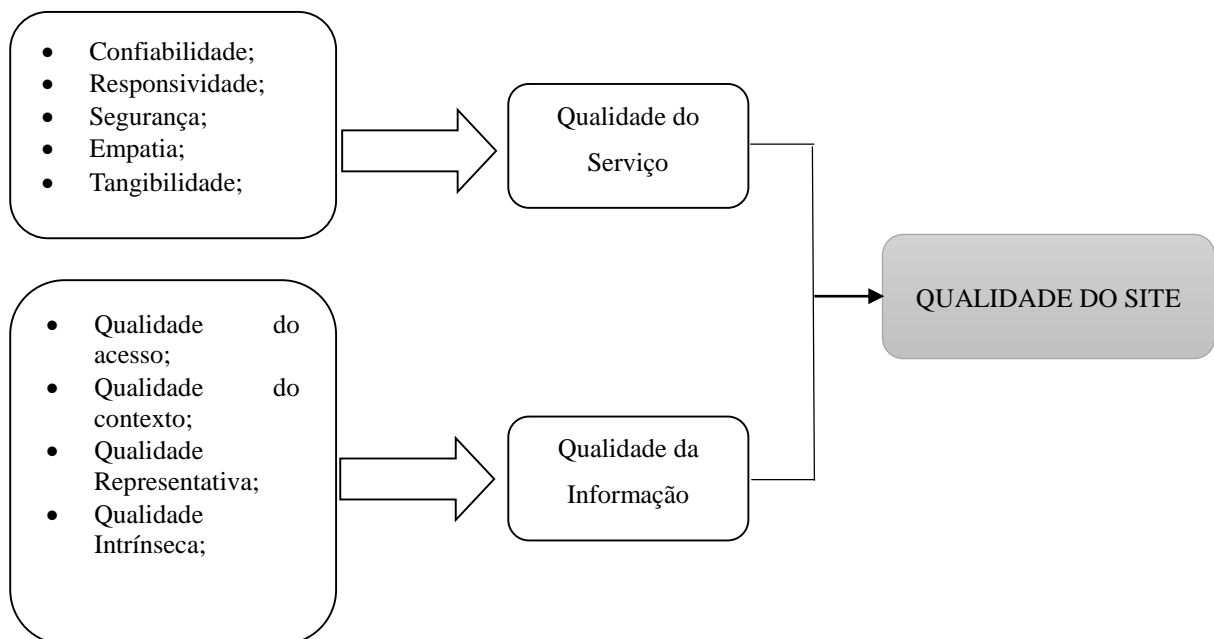 • Confiabilidade;
• Responsividade;
• Segurança;
• Empatia;
• Tangibilidade;
Qualidade do
Serviço
• Qualidade do
acesso;
• Qualidade do
contexto;
• Qualidade
Representativa;
• Qualidade
Intrínseca;
Qualidade da
Informação
QUALIDADE DO SITE